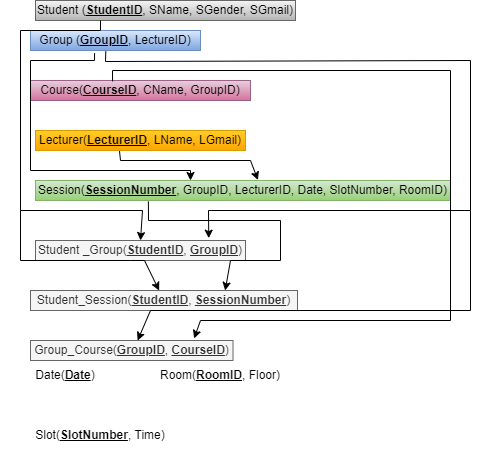 Student (StudentID, SName, SGender, SGmail)
Group (GroupID, LectureID)
Course(CourseID, CName, GroupID)
Lecturer(LecturerID, LName, LGmail)
Session(SessionNumber, GroupID, LecturerID, Date, SlotNumber, RoomID)
Student _Group(StudentID, GroupID)
Student_Session(StudentID, SessionNumber)
Group_Course(GroupID, CourseID)
Date(Date) Room(RoomID, Floor)
Slot(SlotNumber, Time)